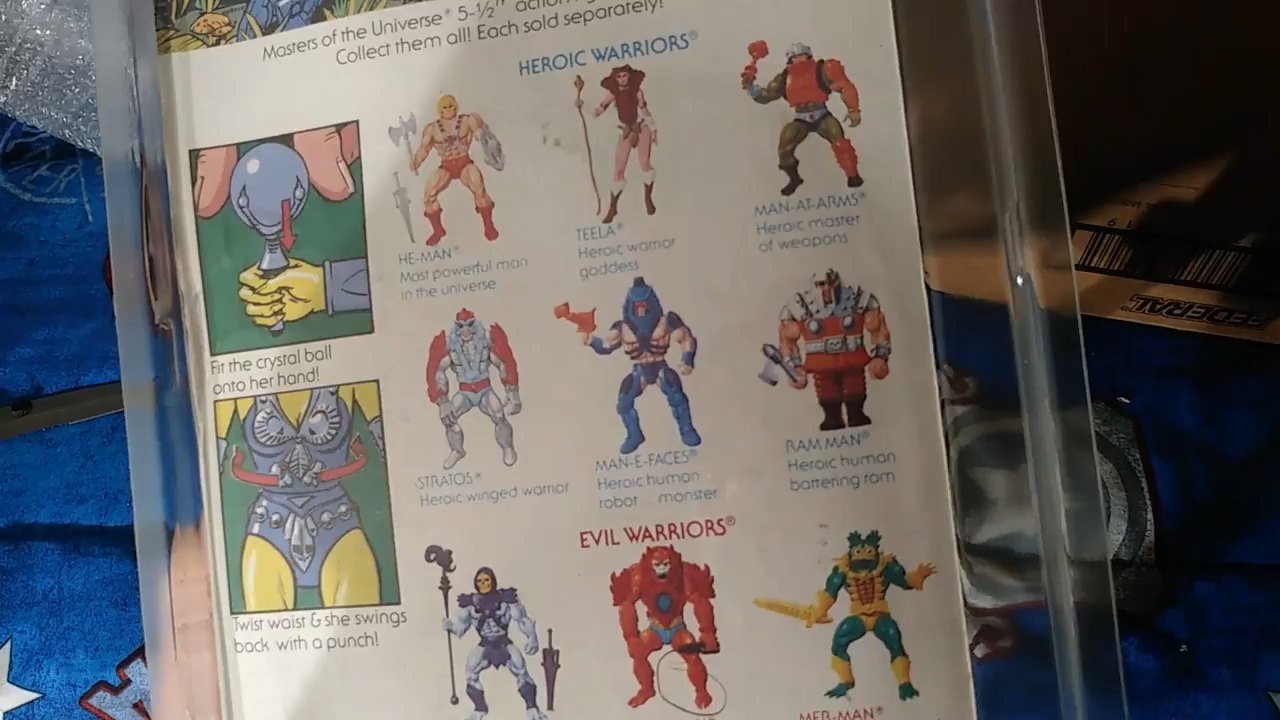 Masters of the Universe® 5-½" action
Collect them all! Each sold separately!
HEROIC WARRIORS®
HE-MAN®
Most powerful man
in the universe
TEELA®
Heroic warrior
goddess
MAN-AT-ARMS®
Heroic master
of weapons
Fit the crystal ball
onto her hand!
STRATOS®
Heroic winged warrior
MAN-E-FACES®
Heroic human
robot... monster
RAM MAN®
Heroic human
battering ram
EVIL WARRIORS®
Twist waist & she swings
back with a punch!
MER-MAN®
FEDERAL